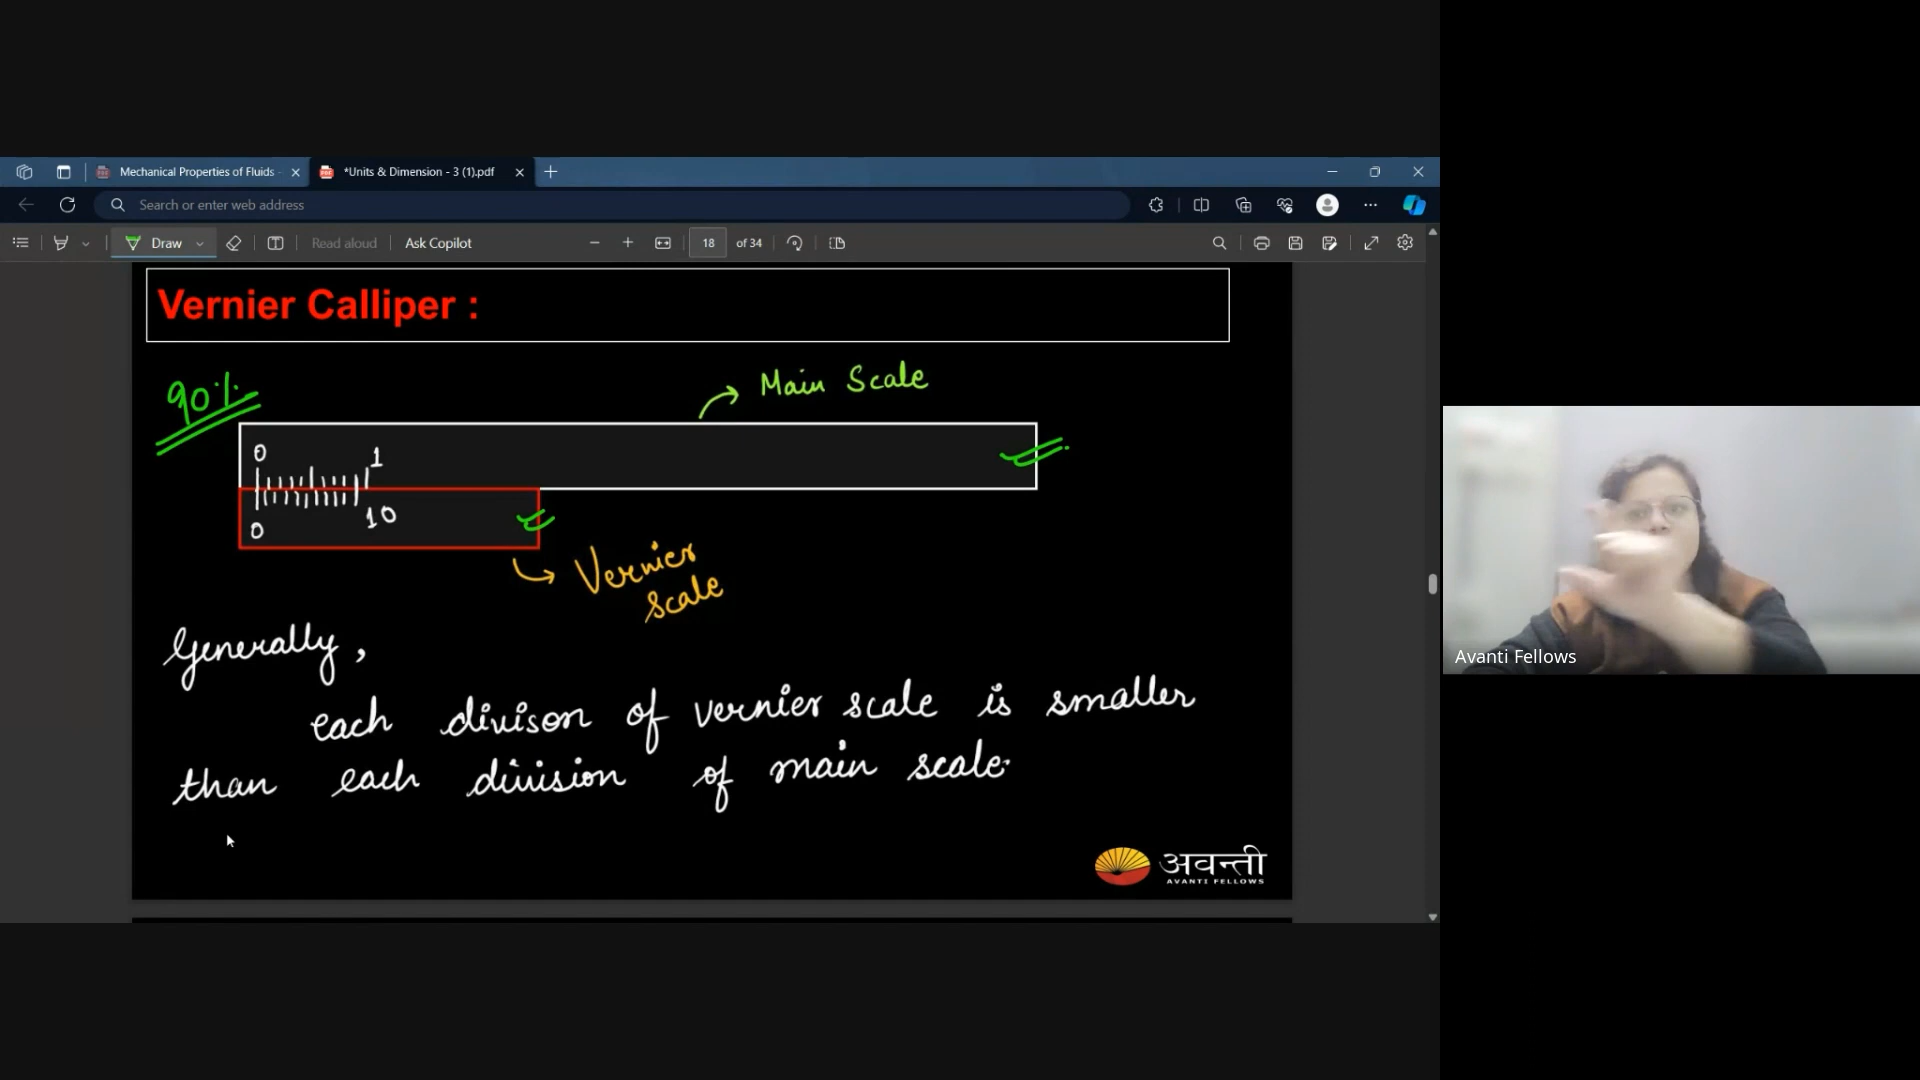 Mechanical Properties of Fluids -
*Units & Dimension - 3 (1).pdf
Search or enter web address
Draw
Read aloud
Ask Copilot
18 of 34
Vernier Calliper :
90%
Main Scale
0 1
0 10
Vernier
scale
Generally,
each divison of vernier scale is smaller
than each division of main scale.
अवन्ती
AVANTI FELLOWS
Avanti Fellows